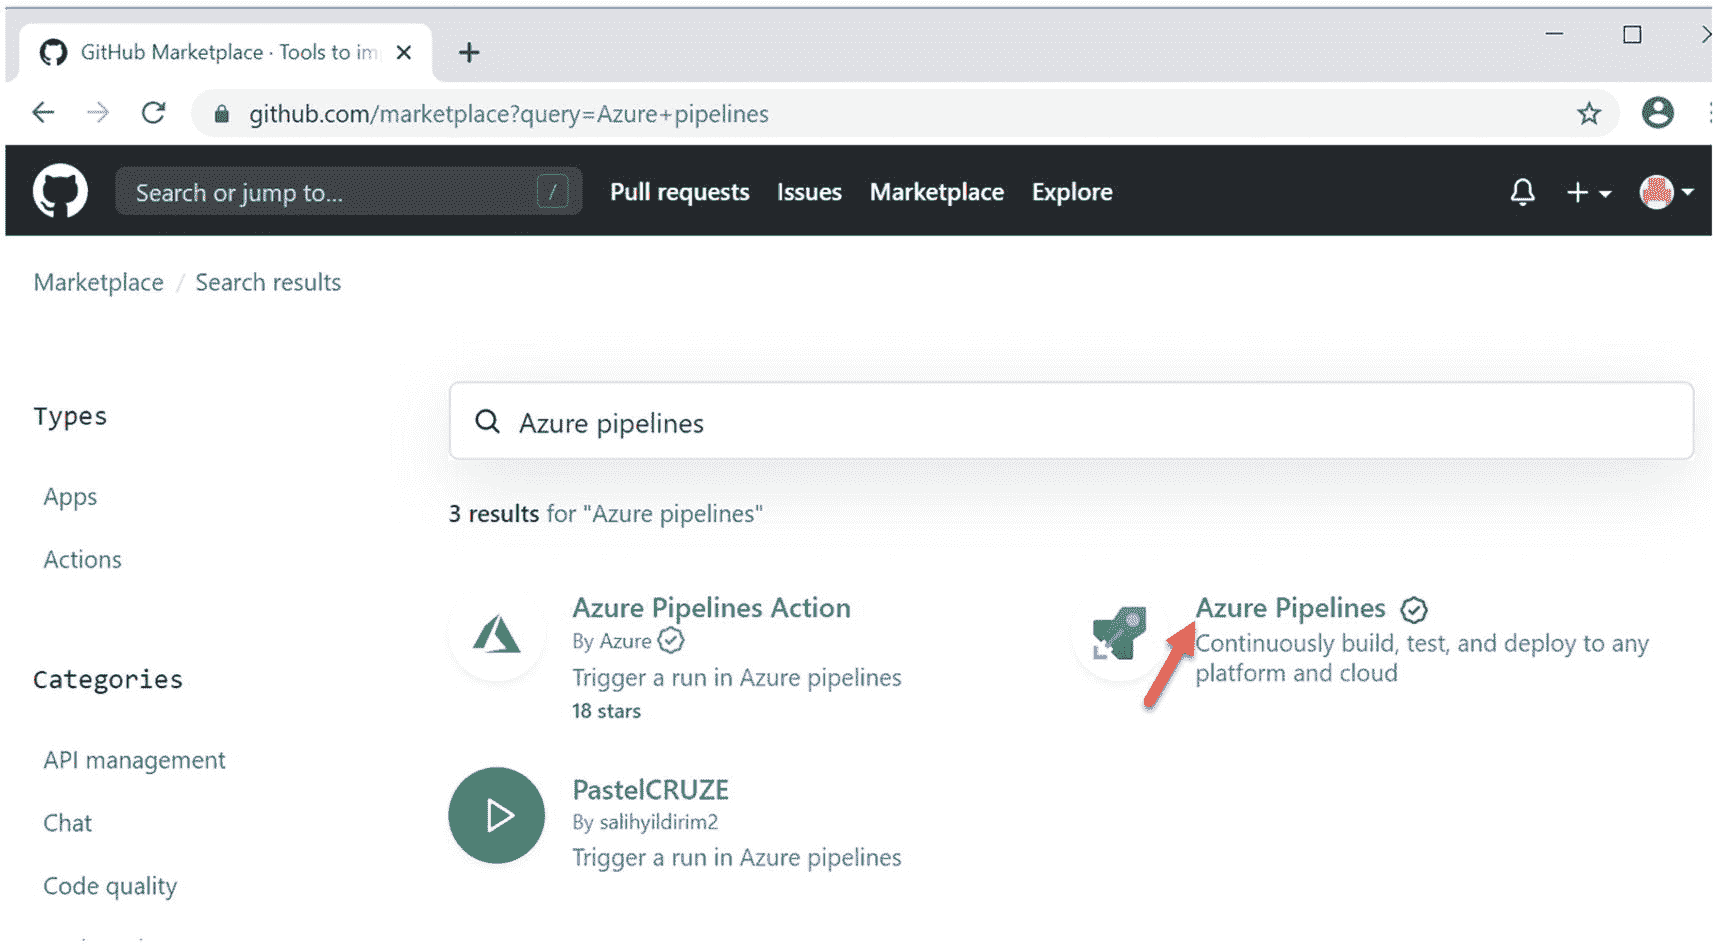 GitHub Marketplace · Tools to im
github.com/marketplace?query=Azure+pipelines
Search or jump to... /
Pull requests Issues Marketplace Explore
Marketplace / Search results
Types
Apps
Actions
Categories
API management
Chat
Code quality
Azure pipelines
3 results for "Azure pipelines"
Azure Pipelines Action
By Azure
Trigger a run in Azure pipelines
18 stars
Azure Pipelines
Continuously build, test, and deploy to any
platform and cloud
PastelCRUZE
By salihyildirim2
Trigger a run in Azure pipelines